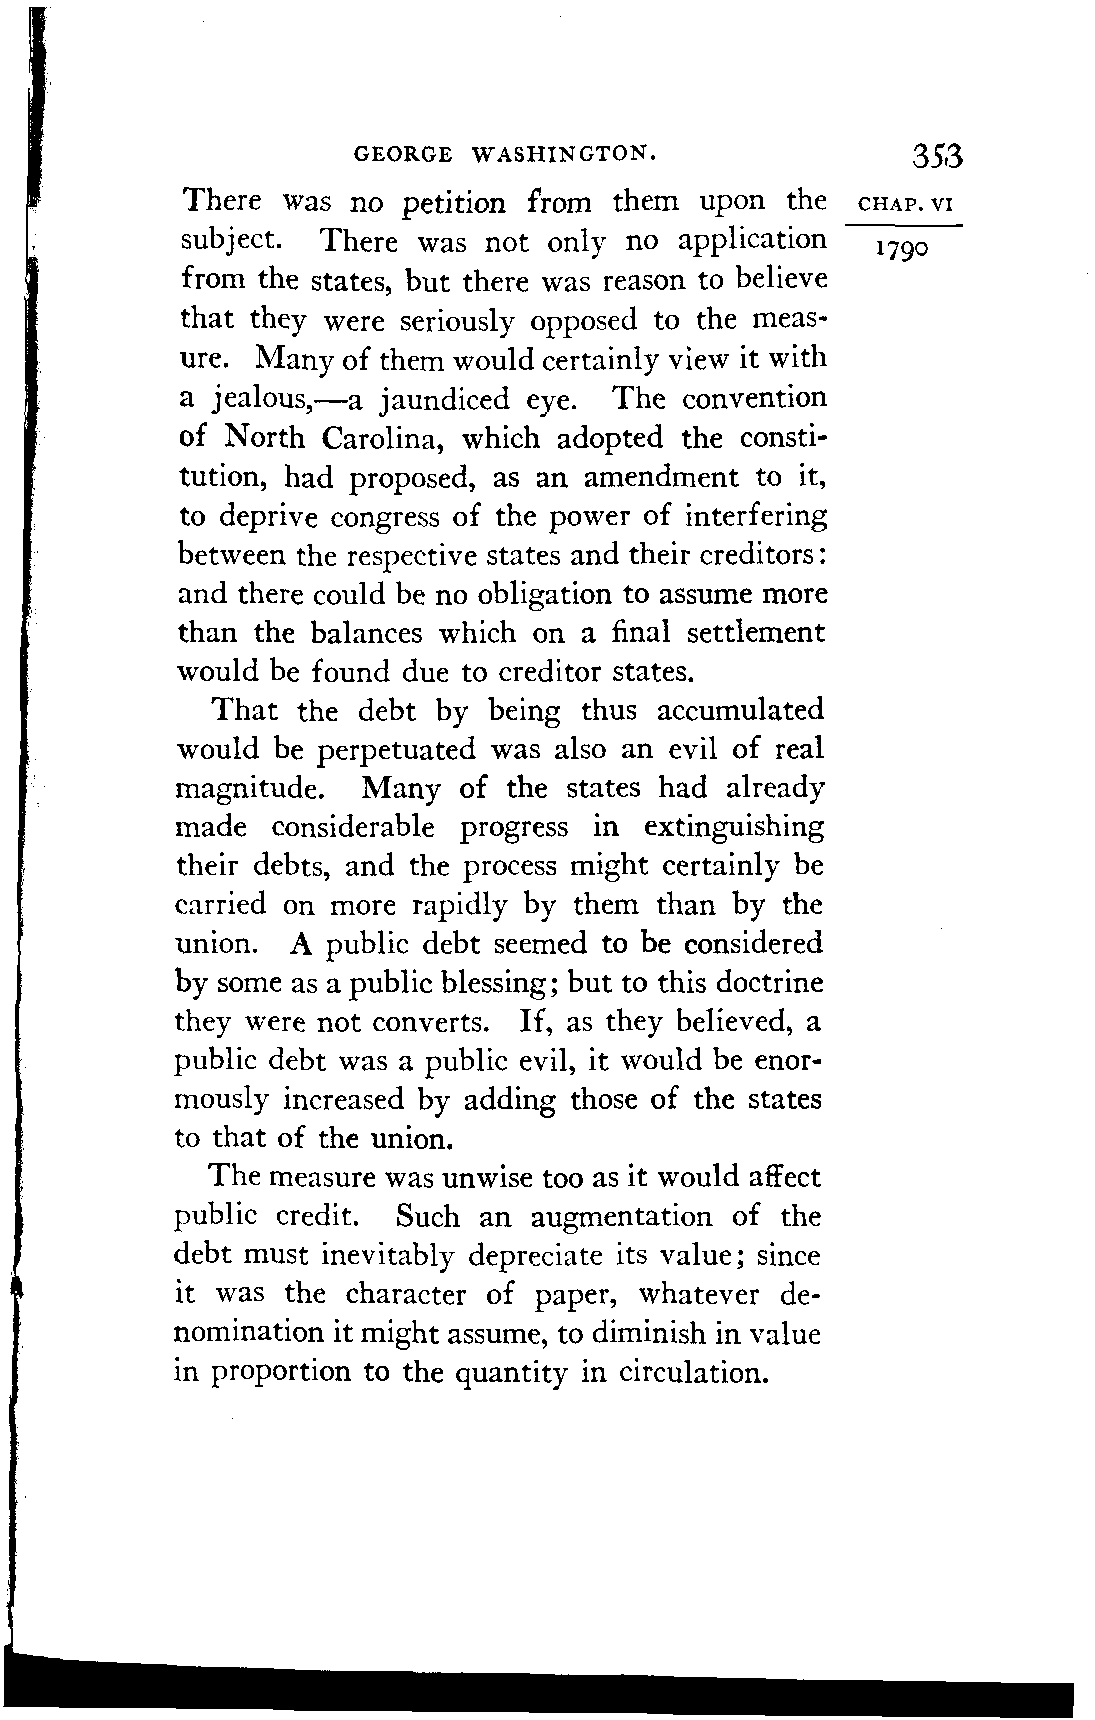 GEORGE WASHINGTON. 353
There was no petition from them upon the CHAP. VI
subject. There was not only no application 1790
from the states, but there was reason to believe
that they were seriously opposed to the meas-
ure. Many of them would certainly view it with
a jealous,—a jaundiced eye. The convention
of North Carolina, which adopted the consti-
tution, had proposed, as an amendment to it,
to deprive congress of the power of interfering
between the respective states and their creditors:
and there could be no obligation to assume more
than the balances which on a final settlement
would be found due to creditor states.
That the debt by being thus accumulated
would be perpetuated was also an evil of real
magnitude. Many of the states had already
made considerable progress in extinguishing
their debts, and the process might certainly be
carried on more rapidly by them than by the
union. A public debt seemed to be considered
by some as a public blessing; but to this doctrine
they were not converts. If, as they believed, a
public debt was a public evil, it would be enor-
mously increased by adding those of the states
to that of the union.
The measure was unwise too as it would affect
public credit. Such an augmentation of the
debt must inevitably depreciate its value; since
it was the character of paper, whatever de-
nomination it might assume, to diminish in value
in proportion to the quantity in circulation.